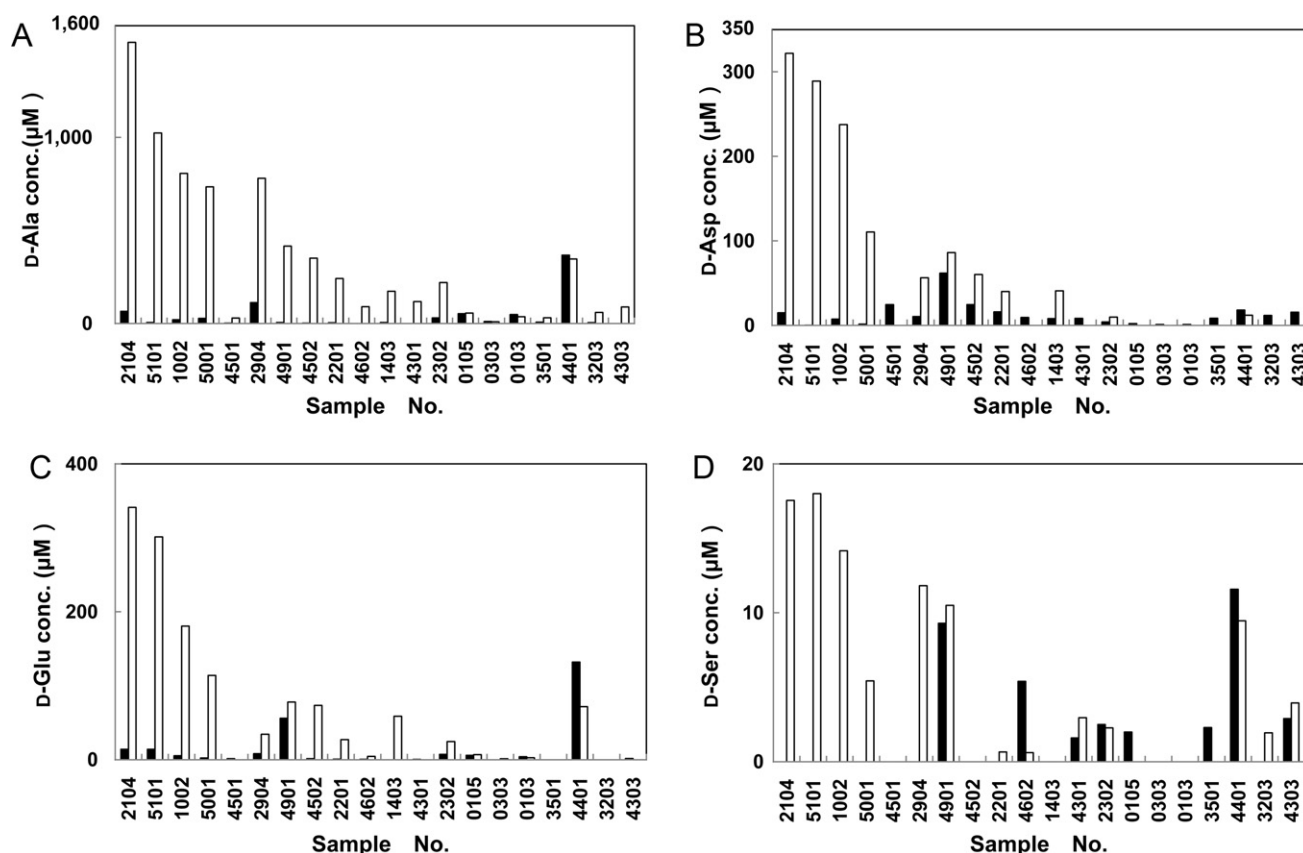 A
D-Ala conc.(µM )
1,600
1,000
0
2104 5101 1002 5001 4501 2904 4901 4502 2201 4602 1403 4301 2302 0105 0303 0103 3501 4401 3203 4303
Sample No.
B
D-Asp conc. (µM )
350
300
200
100
0
2104 5101 1002 5001 4501 2904 4901 4502 2201 4602 1403 4301 2302 0105 0303 0103 3501 4401 3203 4303
Sample No.
C
D-Glu conc. (µM )
400
200
0
2104 5101 1002 5001 4501 2904 4901 4502 2201 4602 1403 4301 2302 0105 0303 0103 3501 4401 3203 4303
Sample No.
D
D-Ser conc. (µM )
20
10
0
2104 5101 1002 5001 4501 2904 4901 4502 2201 4602 1403 4301 2302 0105 0303 0103 3501 4401 3203 4303
Sample No.